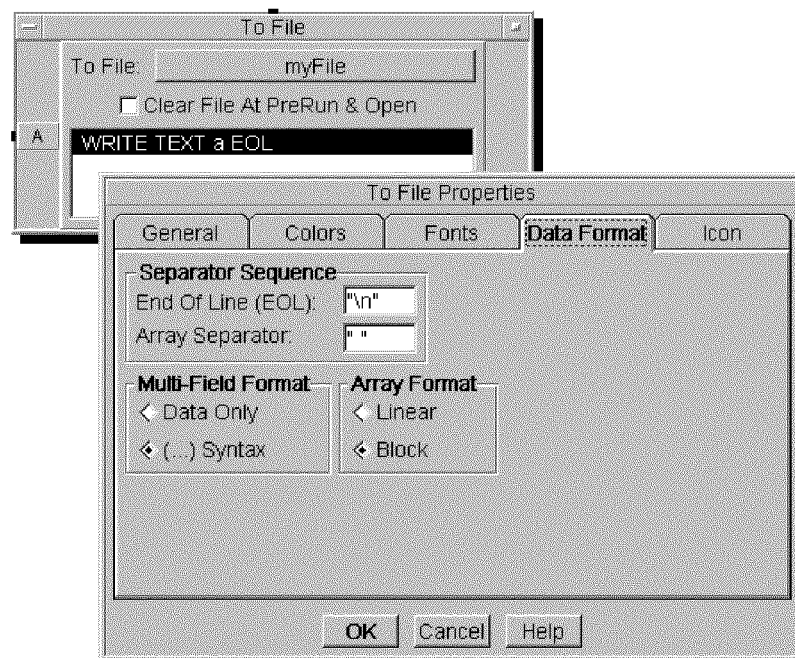 To File
To File: myFile
Clear File At PreRun & Open
A
WRITE TEXT a EOL
To File Properties
General Colors Fonts Data Format Icon
Separator Sequence
End Of Line (EOL): "\n"
Array Separator: " "
Multi-Field Format Array Format
Data Only Linear
(...) Syntax Block
OK Cancel Help